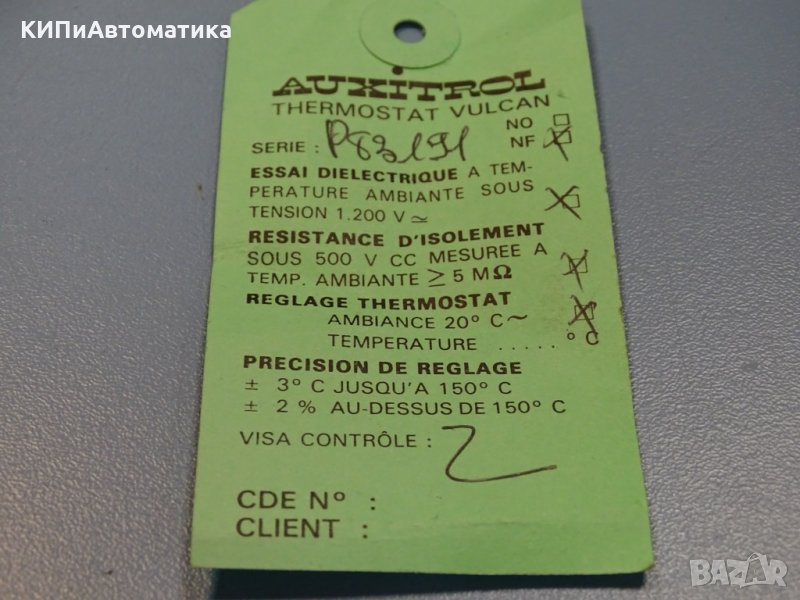 КИПиАвтоматика
AUXITROL
THERMOSTAT VULCAN
NO
SERIE : P83191 NF
ESSAI DIELECTRIQUE A TEM-
PERATURE AMBIANTE SOUS
TENSION 1.200 V ≃
RESISTANCE D'ISOLEMENT
SOUS 500 V CC MESUREE A
TEMP. AMBIANTE ≥ 5 MΩ
REGLAGE THERMOSTAT
AMBIANCE 20° C ~
TEMPERATURE ..... ° C
PRECISION DE REGLAGE
± 3° C JUSQU'A 150° C
± 2 % AU-DESSUS DE 150° C
VISA CONTRÔLE :
CDE N° :
CLIENT :
BAZAR